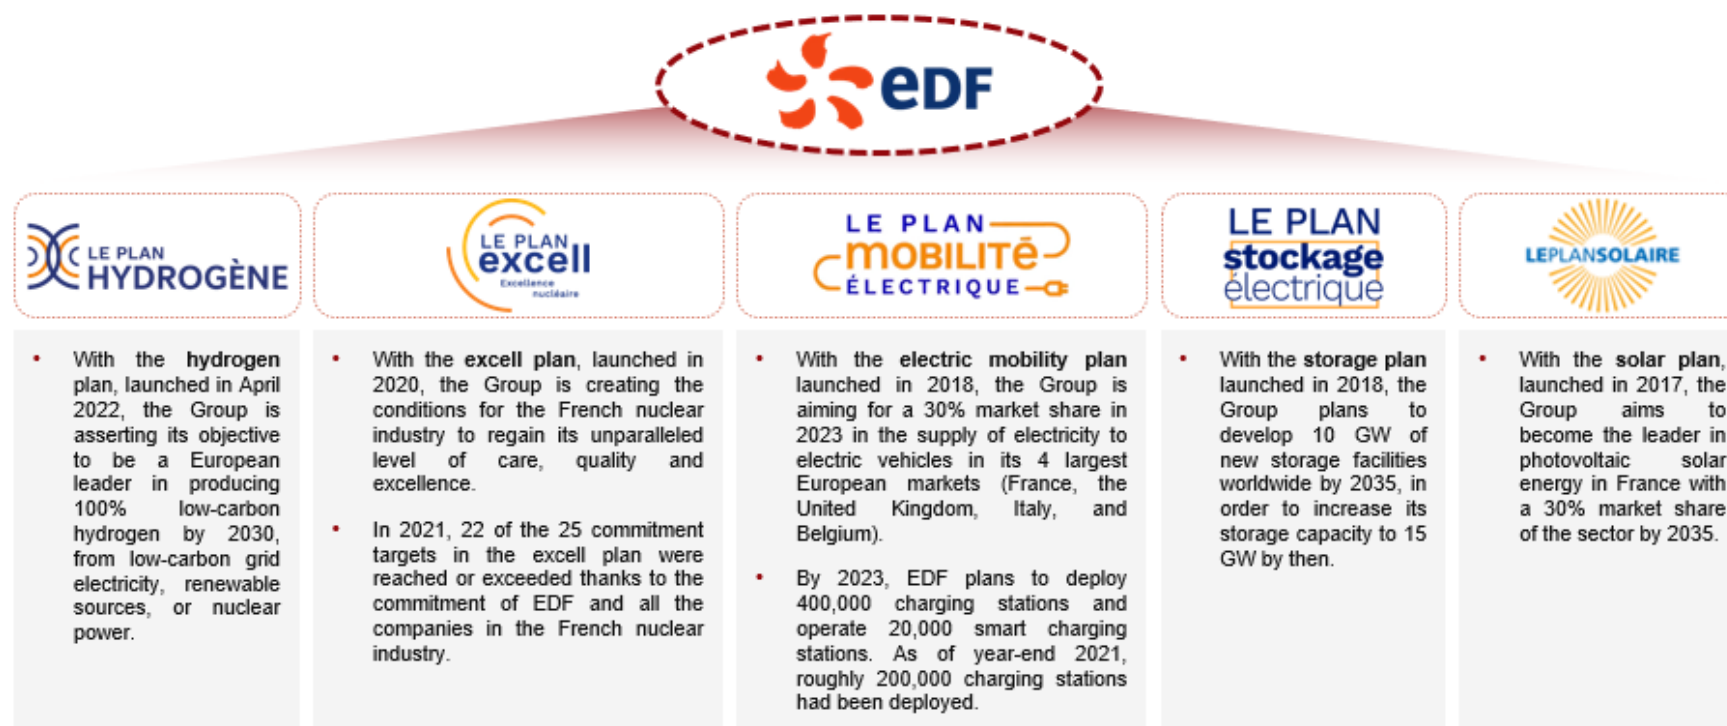 eDF
LE PLAN
HYDROGÈNE
LE PLAN
excell
Excellence
nucléaire
LE PLAN
MOBILITÉ
ÉLECTRIQUE
LE PLAN
stockage
électrique
LEPLANSOLAIRE
• With the hydrogen
plan, launched in April
2022, the Group is
asserting its objective
to be a European
leader in producing
100% low-carbon
hydrogen by 2030,
from low-carbon grid
electricity, renewable
sources, or nuclear
power.
• With the excell plan, launched in
2020, the Group is creating the
conditions for the French nuclear
industry to regain its unparalleled
level of care, quality and
excellence.
• In 2021, 22 of the 25 commitment
targets in the excell plan were
reached or exceeded thanks to the
commitment of EDF and all the
companies in the French nuclear
industry.
• With the electric mobility plan
launched in 2018, the Group is
aiming for a 30% market share in
2023 in the supply of electricity to
electric vehicles in its 4 largest
European markets (France, the
United Kingdom, Italy, and
Belgium).
• By 2023, EDF plans to deploy
400,000 charging stations and
operate 20,000 smart charging
stations. As of year-end 2021,
roughly 200,000 charging stations
had been deployed.
• With the storage plan
launched in 2018, the
Group plans to
develop 10 GW of
new storage facilities
worldwide by 2035, in
order to increase its
storage capacity to 15
GW by then.
• With the solar plan,
launched in 2017, the
Group aims to
become the leader in
photovoltaic solar
energy in France with
a 30% market share
of the sector by 2035.